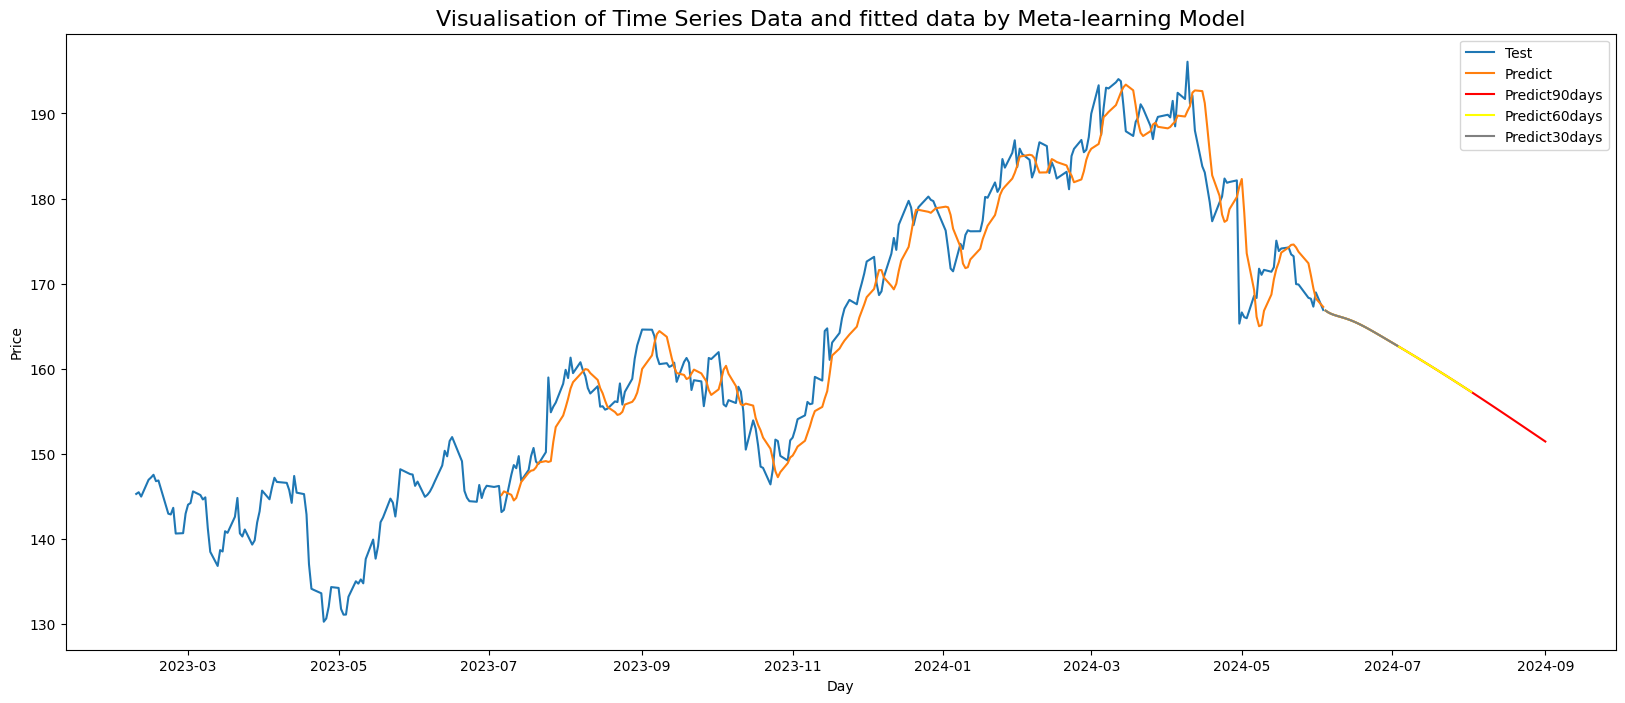 Visualisation of Time Series Data and fitted data by Meta-learning Model
Test
Predict
Predict90days
Predict60days
Predict30days
Price
190
180
170
160
150
140
130
2023-03
2023-05
2023-07
2023-09
2023-11
2024-01
2024-03
2024-05
2024-07
2024-09
Day